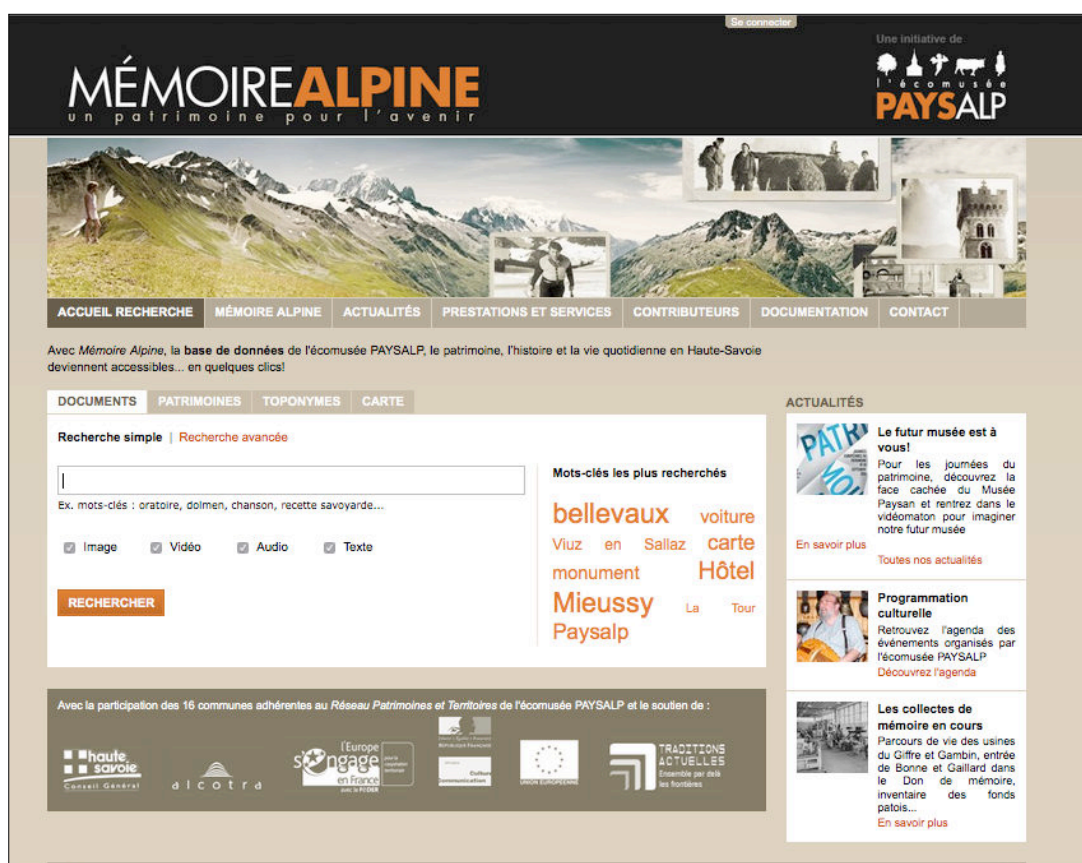 Se connecter
Une initiative de
l'écomusée
PAYSALP
MÉMOIREALPINE
un patrimoine pour l'avenir
ACCUEIL RECHERCHE
MÉMOIRE ALPINE
ACTUALITÉS
PRESTATIONS ET SERVICES
CONTRIBUTEURS
DOCUMENTATION
CONTACT
Avec Mémoire Alpine, la base de données de l'écomusée PAYSALP, le patrimoine, l'histoire et la vie quotidienne en Haute-Savoie
deviennent accessibles... en quelques clics!
DOCUMENTS
PATRIMOINES
TOPONYMES
CARTE
Recherche simple | Recherche avancée
Ex. mots-clés : oratoire, dolmen, chanson, recette savoyarde...
Image
Vidéo
Audio
Texte
RECHERCHER
Mots-clés les plus recherchés
bellevaux voiture
Viuz en Sallaz carte
monument Hôtel
Mieussy La Tour
Paysalp
ACTUALITÉS
PATRI
MOI
Le futur musée est à
vous!
Pour les journées du
patrimoine, découvrez la
face cachée du Musée
Paysan et rentrez dans le
vidéomaton pour imaginer
notre futur musée
En savoir plus
Toutes nos actualités
Programmation
culturelle
Retrouvez l'agenda des
événements organisés par
l'écomusée PAYSALP
Découvrez l'agenda
Les collectes de
mémoire en cours
Parcours de vie des usines
du Giffre et Gambin, entrée
de Bonne et Gaillard dans
le Don de mémoire,
inventaire des fonds
patois...
En savoir plus
Avec la participation des 16 communes adhérentes au Réseau Patrimoines et Territoires de l'écomusée PAYSALP et le soutien de :
haute
savoie
Conseil Général
alcotra
l'Europe
s'engage
en France
avec le FEDER
Culture
Communication
UNION EUROPEENNE
TRADITIONS
ACTUELLES
Ensemble par delà
les frontières